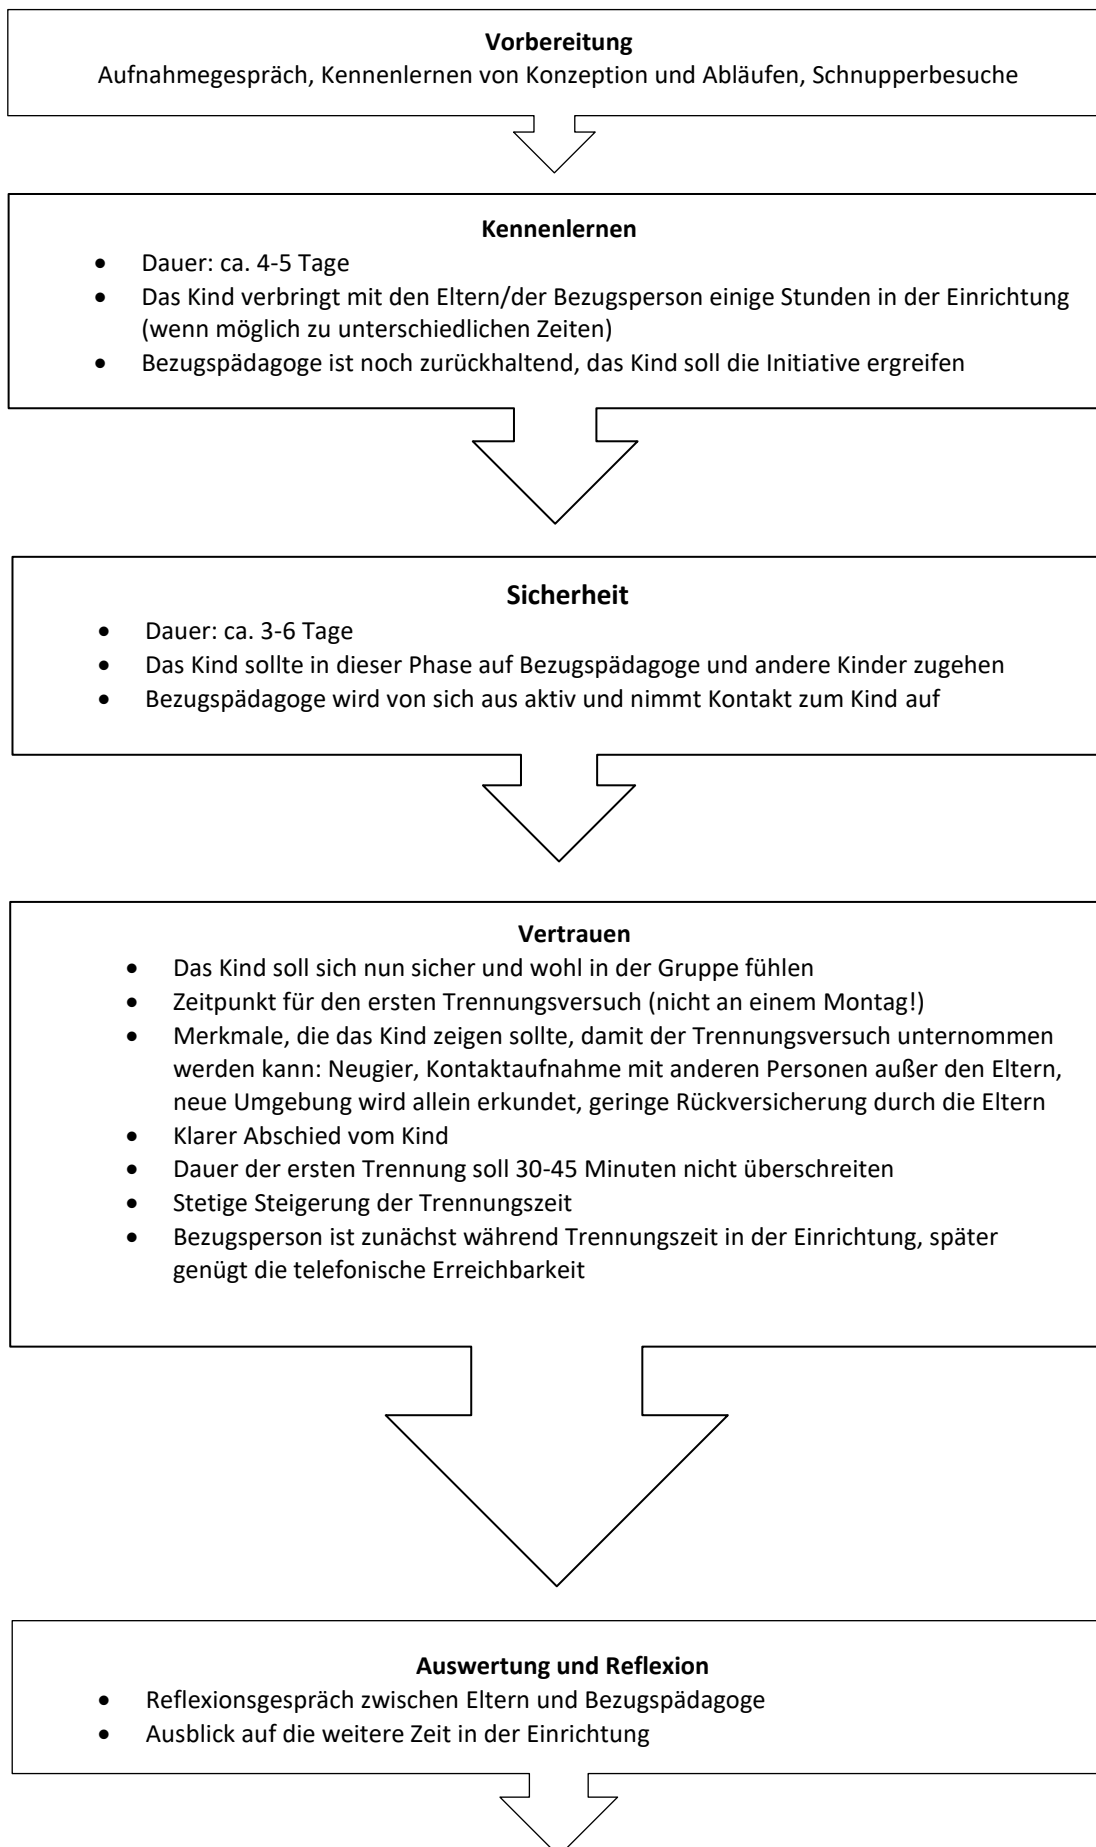 Vorbereitung
Aufnahmegespräch, Kennenlernen von Konzeption und Abläufen, Schnupperbesuche
Kennenlernen
• Dauer: ca. 4-5 Tage
• Das Kind verbringt mit den Eltern/der Bezugsperson einige Stunden in der Einrichtung
(wenn möglich zu unterschiedlichen Zeiten)
• Bezugspädagoge ist noch zurückhaltend, das Kind soll die Initiative ergreifen
Sicherheit
• Dauer: ca. 3-6 Tage
• Das Kind sollte in dieser Phase auf Bezugspädagoge und andere Kinder zugehen
• Bezugspädagoge wird von sich aus aktiv und nimmt Kontakt zum Kind auf
Vertrauen
• Das Kind soll sich nun sicher und wohl in der Gruppe fühlen
• Zeitpunkt für den ersten Trennungsversuch (nicht an einem Montag!)
• Merkmale, die das Kind zeigen sollte, damit der Trennungsversuch unternommen
werden kann: Neugier, Kontaktaufnahme mit anderen Personen außer den Eltern,
neue Umgebung wird allein erkundet, geringe Rückversicherung durch die Eltern
• Klarer Abschied vom Kind
• Dauer der ersten Trennung soll 30-45 Minuten nicht überschreiten
• Stetige Steigerung der Trennungszeit
• Bezugsperson ist zunächst während Trennungszeit in der Einrichtung, später
genügt die telefonische Erreichbarkeit
Auswertung und Reflexion
• Reflexionsgespräch zwischen Eltern und Bezugspädagoge
• Ausblick auf die weitere Zeit in der Einrichtung